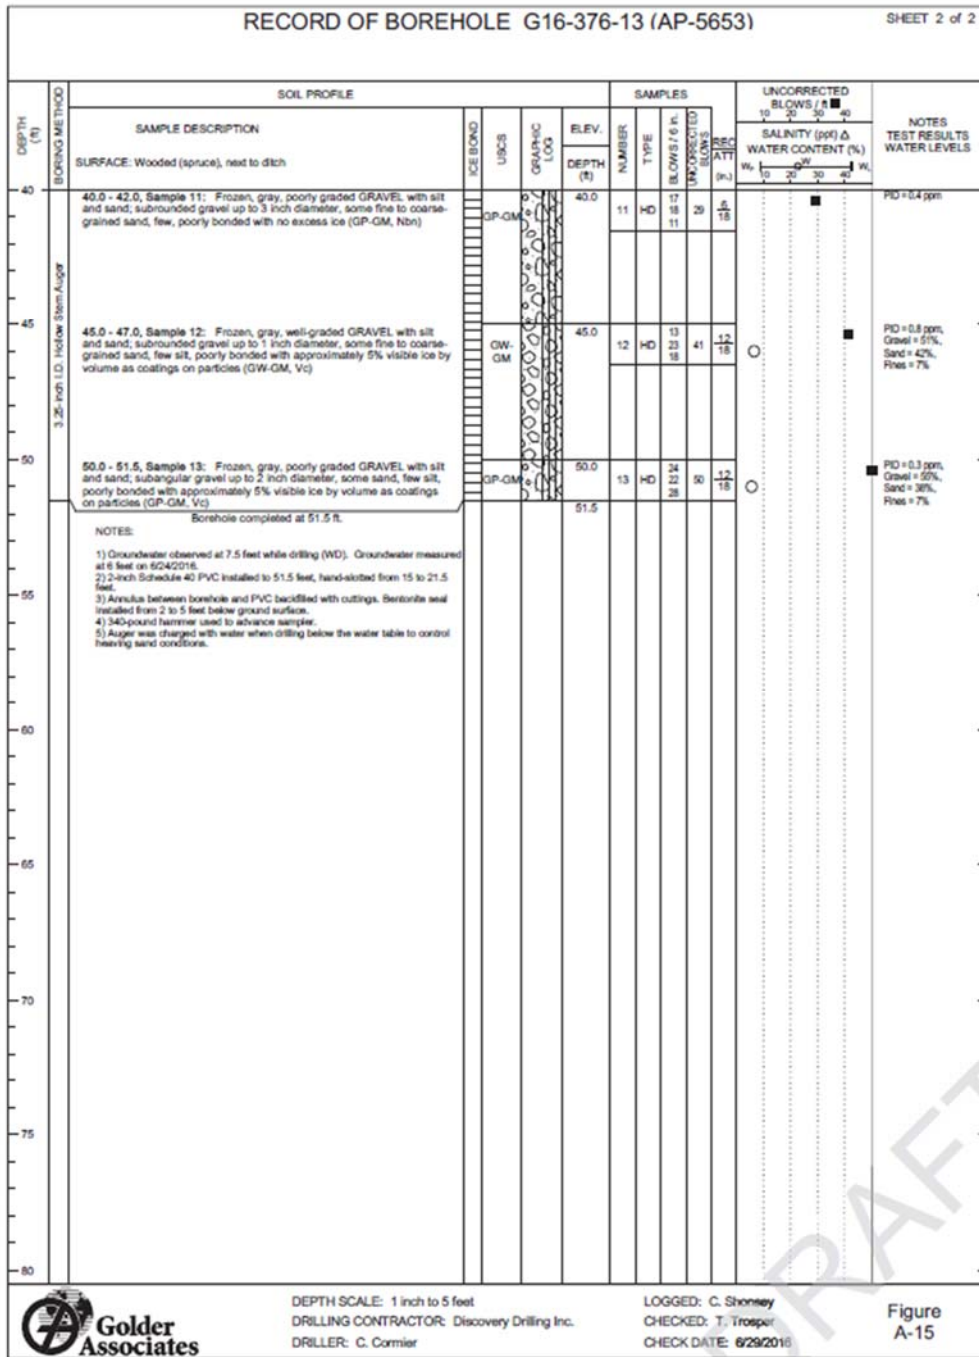 RECORD OF BOREHOLE G16-376-13 (AP-5653)
SHEET 2 of 2
DEPTH (ft)
BORING METHOD
SOIL PROFILE
SAMPLE DESCRIPTION
SURFACE: Wooded (spruce), next to ditch
ICE BOND
USCS
GRAPHIC LOG
ELEV.
DEPTH (ft)
SAMPLES
NUMBER
TYPE
BLOWS / 6 in.
UNCORRECTED BLOWS
REC
ATT
(in.)
UNCORRECTED
BLOWS / ft ■
10 20 30 40
SALINITY (ppt) Δ
WATER CONTENT (%)
Wₚ W Wₗ
10 20 30 40
NOTES
TEST RESULTS
WATER LEVELS
40
3.25-inch I.D. Hollow Stem Auger
40.0 - 42.0, Sample 11: Frozen, gray, poorly graded GRAVEL with silt
and sand; subrounded gravel up to 3 inch diameter, some fine to coarse-
grained sand, few, poorly bonded with no excess ice (GP-GM, Nbn)
GP-GM
40.0
11 HD
17
18
11
29
6
18
PID = 0.4 ppm
45
45.0 - 47.0, Sample 12: Frozen, gray, well-graded GRAVEL with silt
and sand; subrounded gravel up to 1 inch diameter, some fine to coarse-
grained sand, few silt, poorly bonded with approximately 5% visible ice by
volume as coatings on particles (GW-GM, Vc)
GW-
GM
45.0
12 HD
13
23
18
41
12
18
PID = 0.8 ppm,
Gravel = 51%,
Sand = 42%,
Fines = 7%
50
50.0 - 51.5, Sample 13: Frozen, gray, poorly graded GRAVEL with silt
and sand; subangular gravel up to 2 inch diameter, some sand, few silt,
poorly bonded with approximately 5% visible ice by volume as coatings
on particles (GP-GM, Vc)
GP-GM
50.0
51.5
13 HD
24
22
28
50
12
18
PID = 0.3 ppm,
Gravel = 55%,
Sand = 38%,
Fines = 7%
Borehole completed at 51.5 ft.
NOTES:
1) Groundwater observed at 7.5 feet while drilling (WD). Groundwater measured
at 6 feet on 6/24/2016.
2) 2-inch Schedule 40 PVC installed to 51.5 feet, hand-slotted from 15 to 21.5
feet.
3) Annulus between borehole and PVC backfilled with cuttings. Bentonite seal
installed from 2 to 5 feet below ground surface.
4) 340-pound hammer used to advance sampler.
5) Auger was charged with water when drilling below the water table to control
heaving sand conditions.
55
60
65
70
75
80
DRAFT
Golder
Associates
DEPTH SCALE: 1 inch to 5 feet
DRILLING CONTRACTOR: Discovery Drilling Inc.
DRILLER: C. Cormier
LOGGED: C. Shonsey
CHECKED: T. Trosper
CHECK DATE: 6/29/2016
Figure
A-15